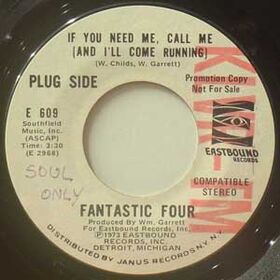 IF YOU NEED ME, CALL ME
(AND I'LL COME RUNNING)
(W. Childs, W. Garrett)
PLUG SIDE
Promotion Copy
Not For Sale
E 609
Southfield
Music, Inc.
(ASCAP)
Time: 3:30
(E 2968)
EASTBOUND
RECORDS
COMPATIBLE
STEREO
SOUL
ONLY
FANTASTIC FOUR
Produced by Wm. Garrett
for Eastbound Records, Inc.
℗1973 EASTBOUND
RECORDS, INC.
DETROIT, MICHIGAN
DISTRIBUTED BY JANUS RECORDS N.Y. N.Y.